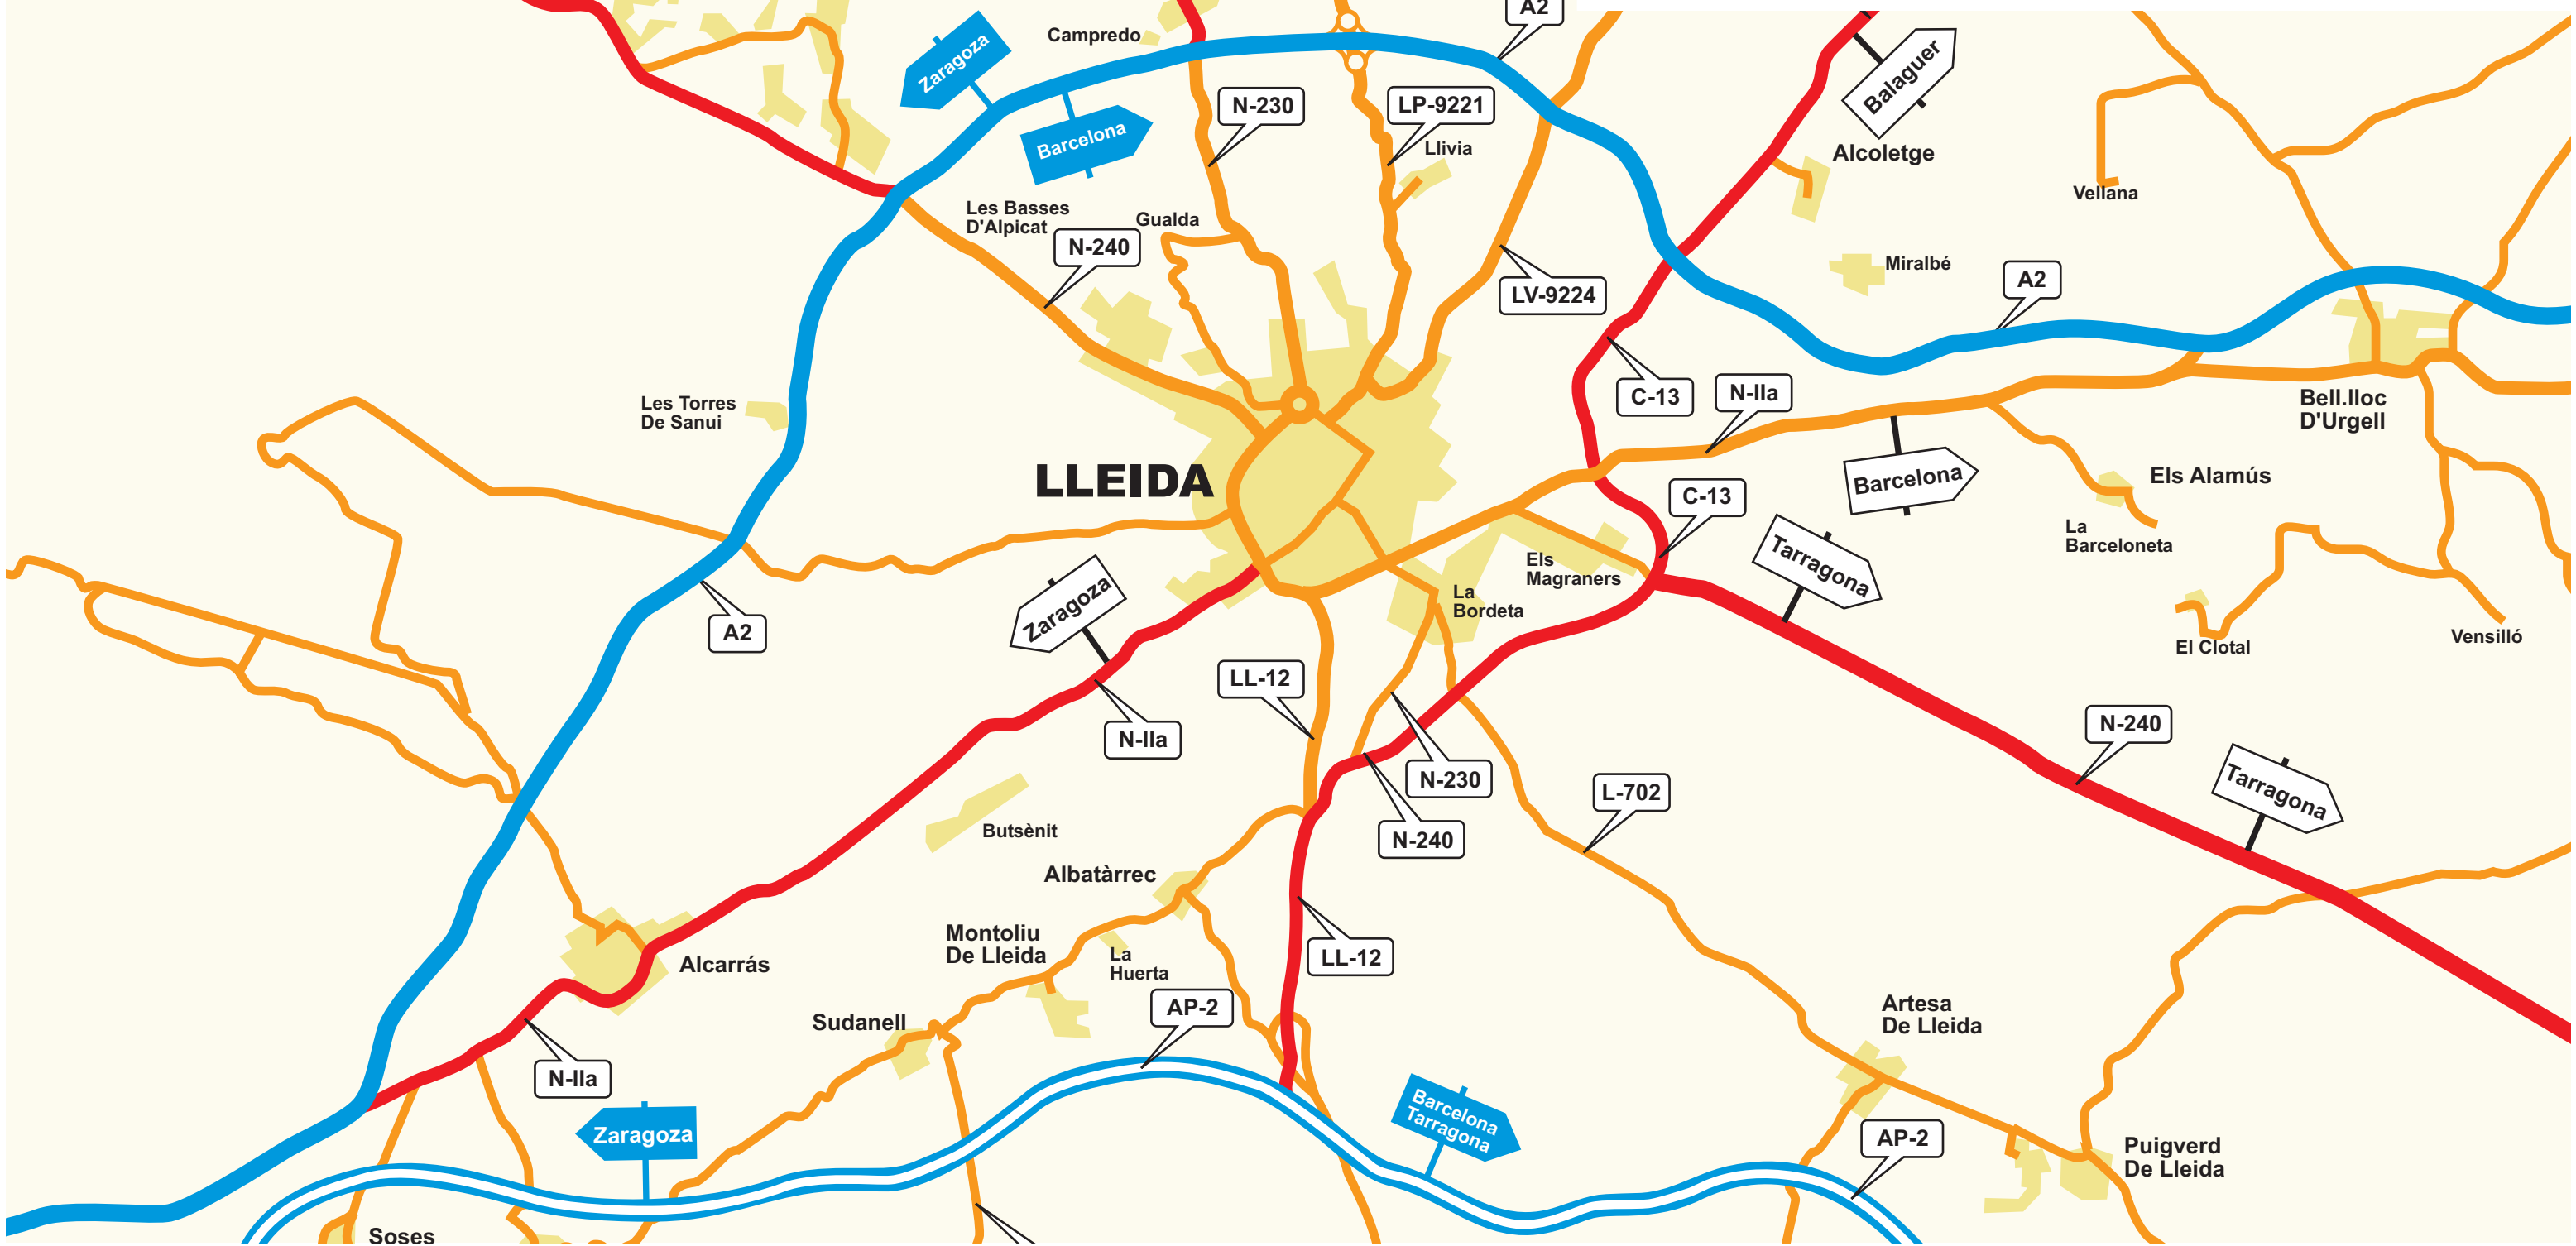 A2
Campredo
Zaragoza
Barcelona
N-230
LP-9221
Llivia
Balaguer
Alcoletge
Vellana
Les Basses
D'Alpicat
Gualda
N-240
LV-9224
Miralbé
A2
C-13
N-IIa
Bell.lloc
D'Urgell
Les Torres
De Sanui
LLEIDA
Barcelona
Els Alamús
La
Barceloneta
C-13
Tarragona
Els
Magraners
La
Bordeta
Zaragoza
A2
El Clotal
Vensilló
LL-12
N-IIa
N-230
N-240
L-702
N-240
Tarragona
Butsènit
Albatàrrec
Montoliu
De Lleida
La
Huerta
LL-12
Alcarrás
Sudanell
AP-2
Artesa
De Lleida
N-IIa
Zaragoza
Barcelona
Tarragona
AP-2
Puigverd
De Lleida
Soses